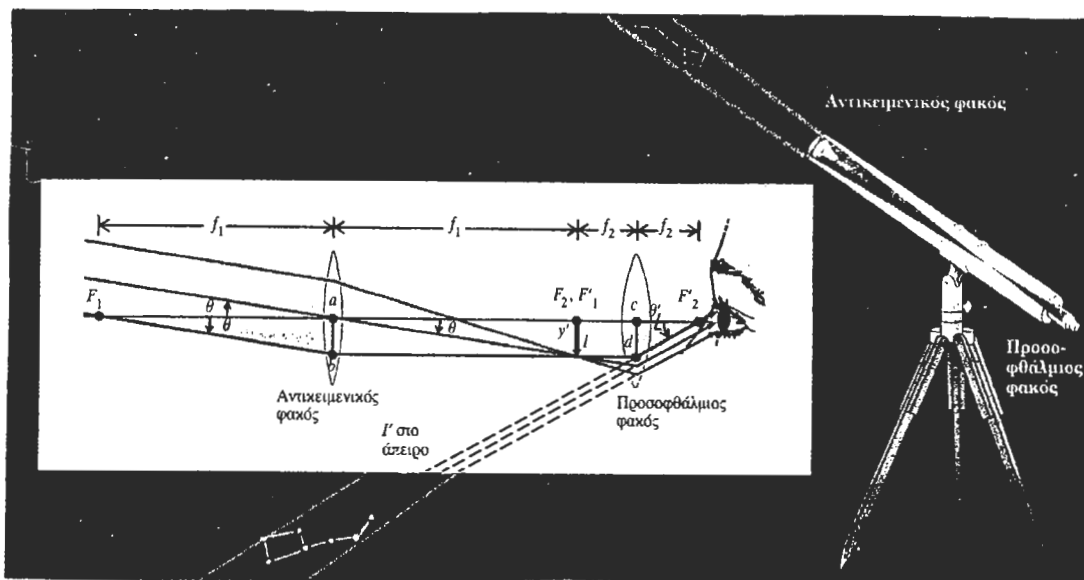 Αντικειμενικός φακός
f₁ f₁ f₂ f₂
F₁ θ θ a θ F₂, F′₁ c θ′ F′₂
y′ I d
b
Αντικειμενικός
φακός
Προσοφθάλμιος
φακός
I′ στο
άπειρο
Προσο-
φθάλμιος
φακός